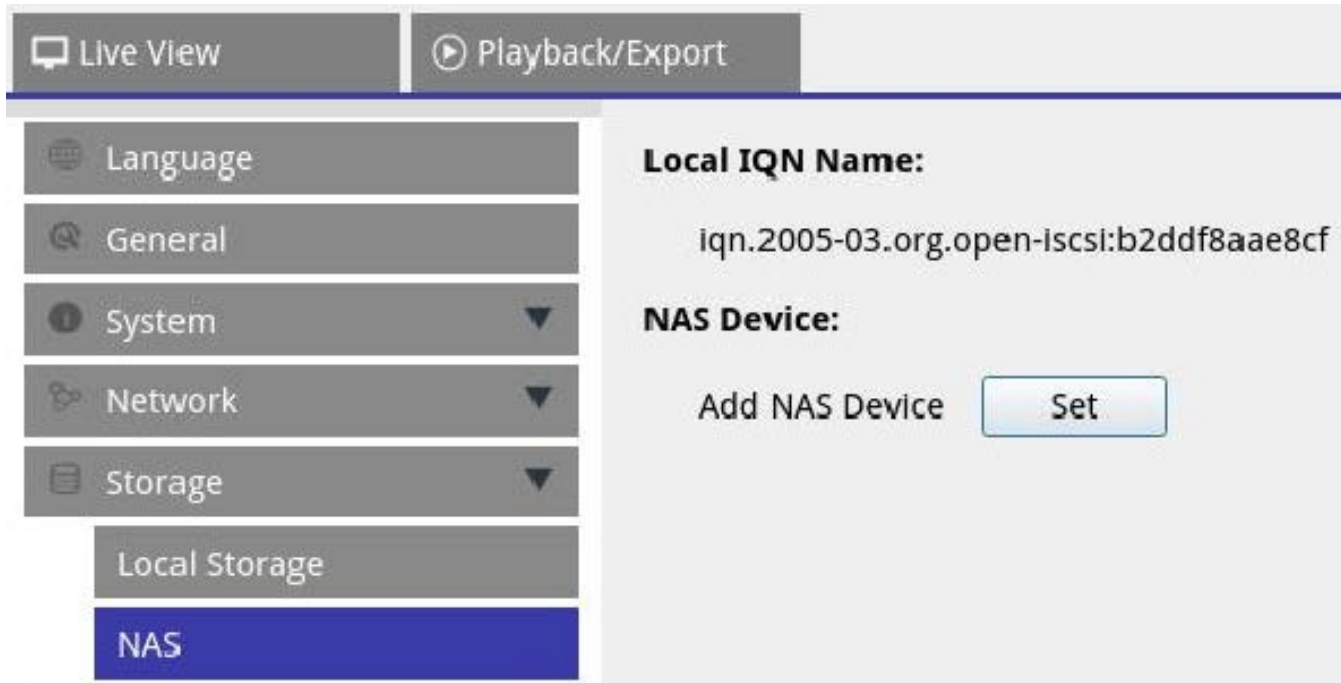 Live View
Playback/Export
Language
General
System
Network
Storage
Local Storage
NAS
Local IQN Name:
iqn.2005-03.org.open-iscsi:b2ddf8aae8cf
NAS Device:
Add NAS Device Set